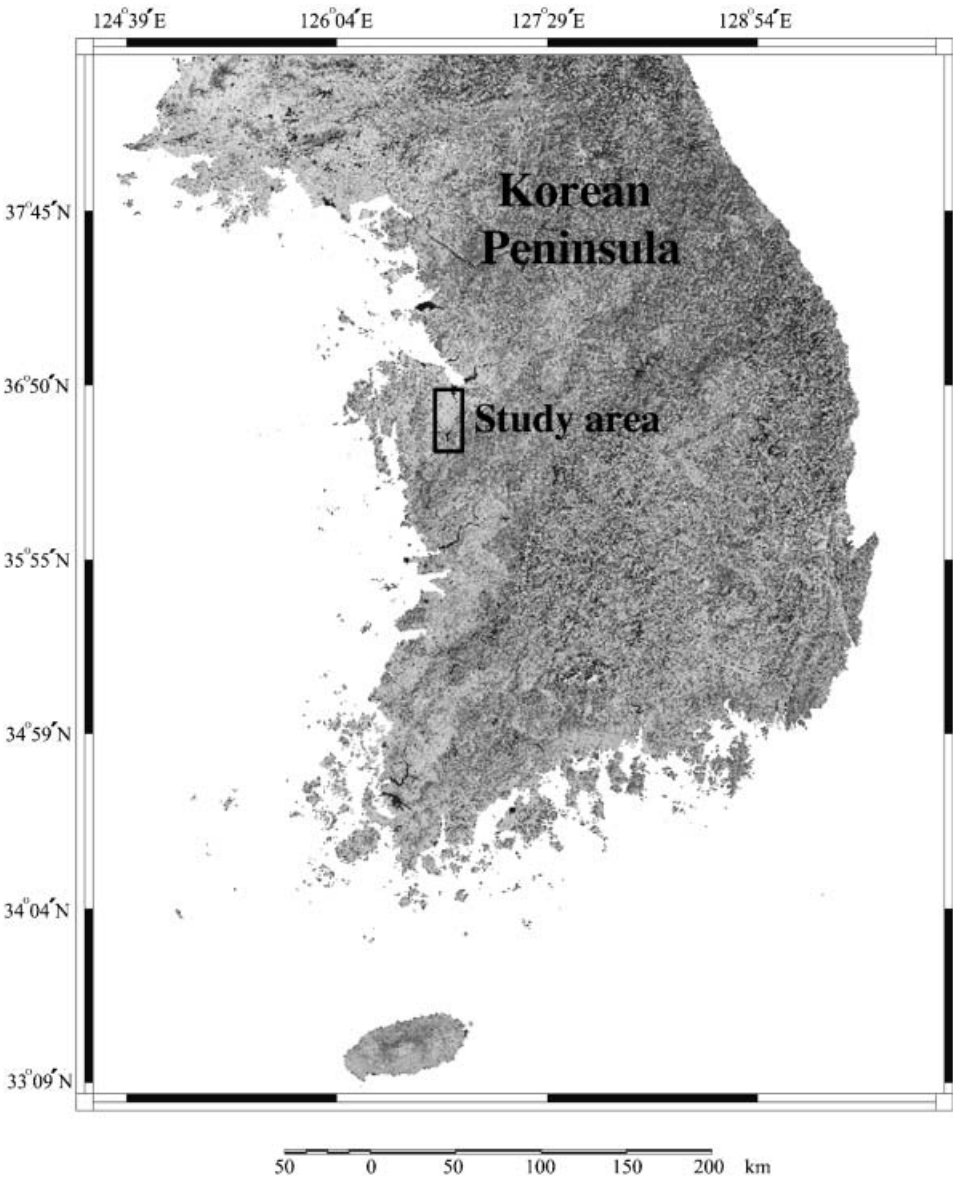 124°39′E 126°04′E 127°29′E 128°54′E
Korean
37°45′N
Peninsula
36°50′N
Study area
35°55′N
34°59′N
34°04′N
33°09′N
50 0 50 100 150 200 km